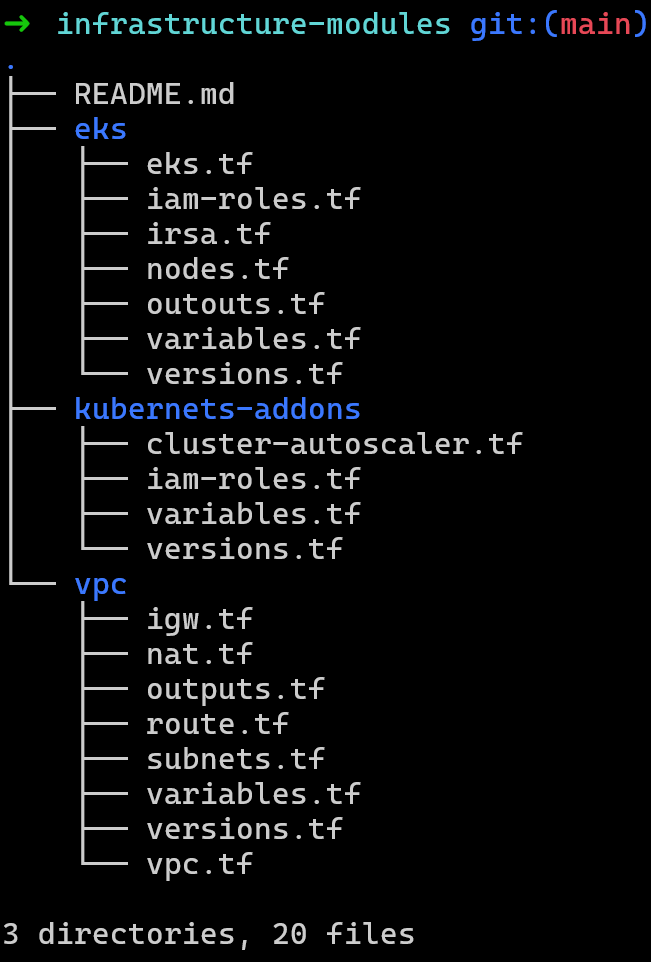 ➜ infrastructure-modules git:(main)
.
├── README.md
├── eks
│   ├── eks.tf
│   ├── iam-roles.tf
│   ├── irsa.tf
│   ├── nodes.tf
│   ├── outouts.tf
│   ├── variables.tf
│   └── versions.tf
├── kubernets-addons
│   ├── cluster-autoscaler.tf
│   ├── iam-roles.tf
│   ├── variables.tf
│   └── versions.tf
└── vpc
    ├── igw.tf
    ├── nat.tf
    ├── outputs.tf
    ├── route.tf
    ├── subnets.tf
    ├── variables.tf
    ├── versions.tf
    └── vpc.tf
3 directories, 20 files